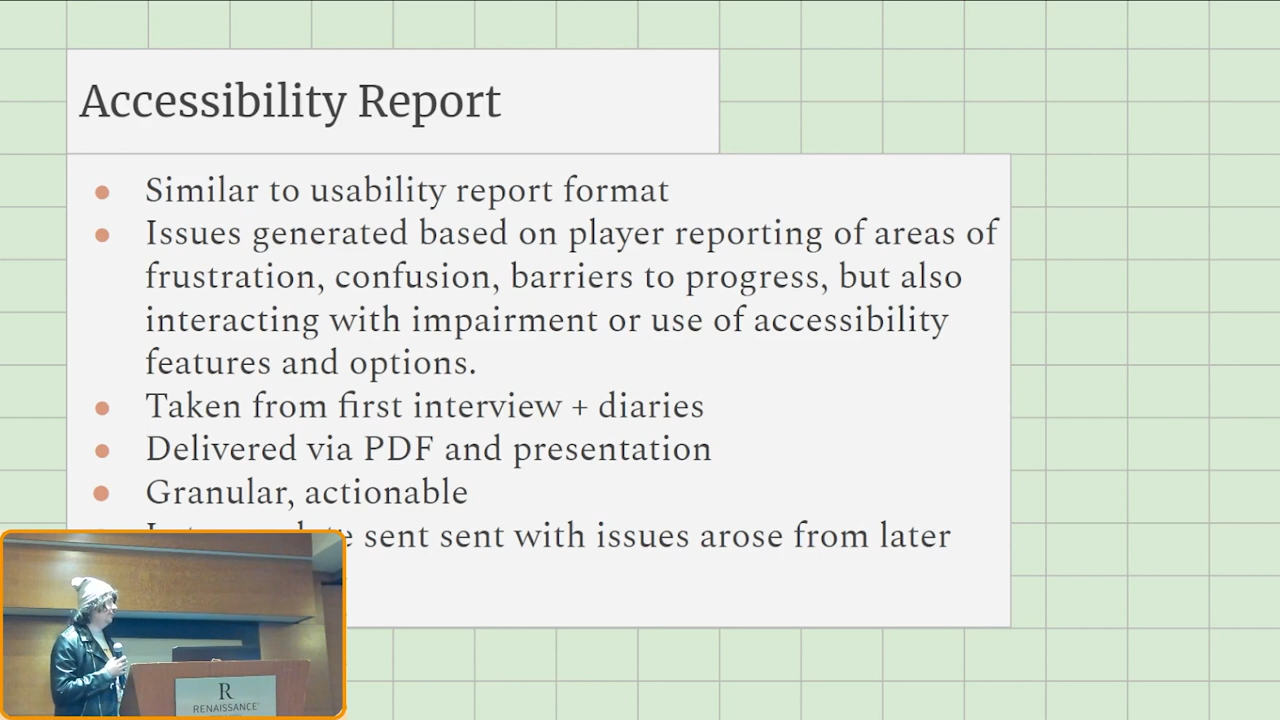 Accessibility Report
● Similar to usability report format
● Issues generated based on player reporting of areas of
frustration, confusion, barriers to progress, but also
interacting with impairment or use of accessibility
features and options.
● Taken from first interview + diaries
● Delivered via PDF and presentation
● Granular, actionable
sent sent with issues arose from later
R
RENAISSANCE